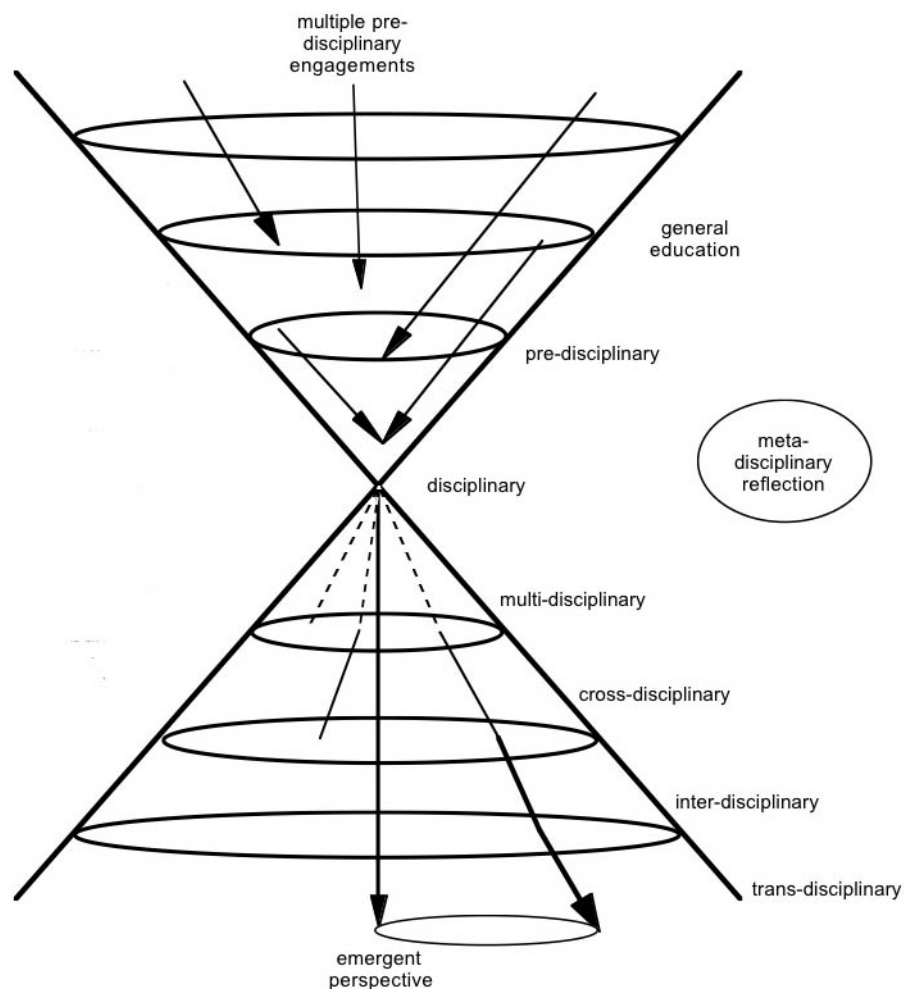 multiple pre-
disciplinary
engagements
general
education
pre-disciplinary
meta-
disciplinary
reflection
disciplinary
multi-disciplinary
cross-disciplinary
inter-disciplinary
trans-disciplinary
emergent
perspective